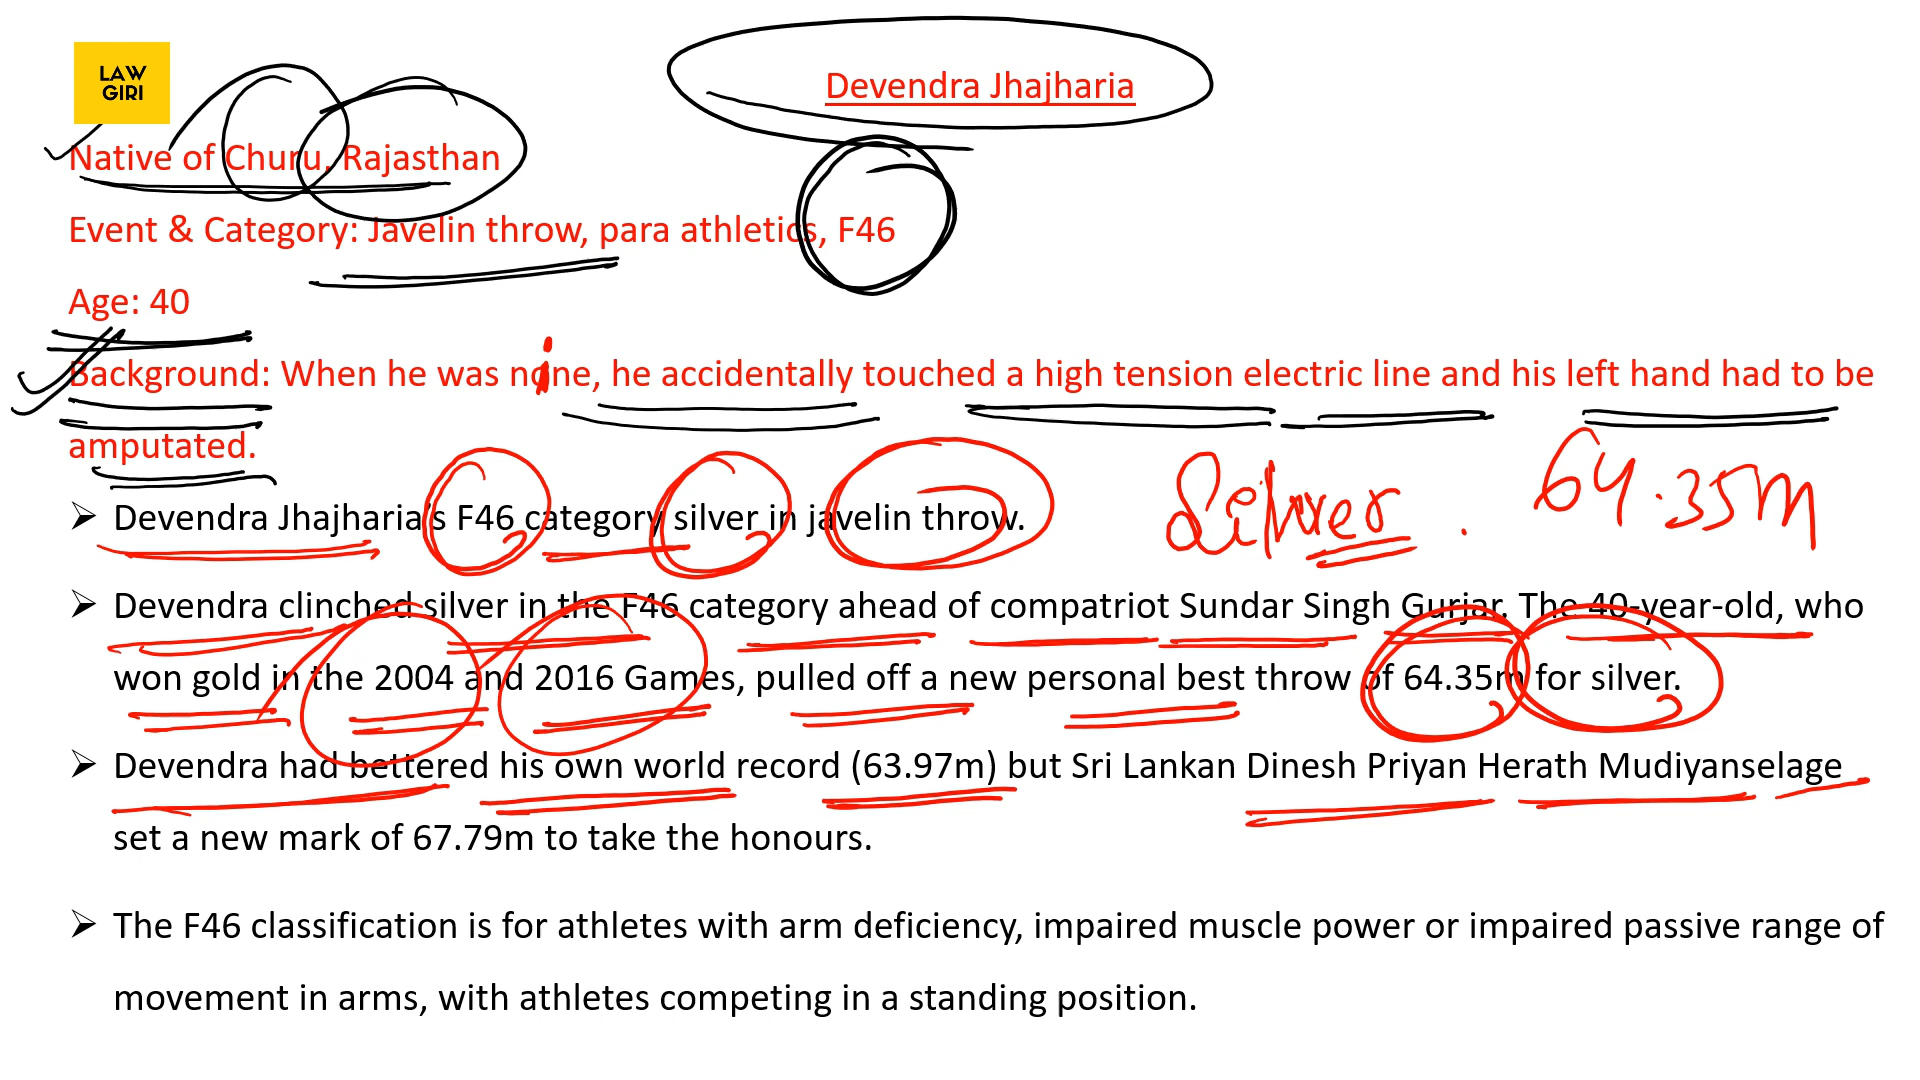 LAW
GIRI
Devendra Jhajharia
Native of Churu, Rajasthan
Event & Category: Javelin throw, para athletics, F46
Age: 40
Background: When he was nine, he accidentally touched a high tension electric line and his left hand had to be
amputated.
➢ Devendra Jhajharia's F46 category silver in javelin throw.
Silver . 64.35m
➢ Devendra clinched silver in the F46 category ahead of compatriot Sundar Singh Gurjar. The 40-year-old, who
won gold in the 2004 and 2016 Games, pulled off a new personal best throw of 64.35m for silver.
➢ Devendra had bettered his own world record (63.97m) but Sri Lankan Dinesh Priyan Herath Mudiyanselage
set a new mark of 67.79m to take the honours.
➢ The F46 classification is for athletes with arm deficiency, impaired muscle power or impaired passive range of
movement in arms, with athletes competing in a standing position.